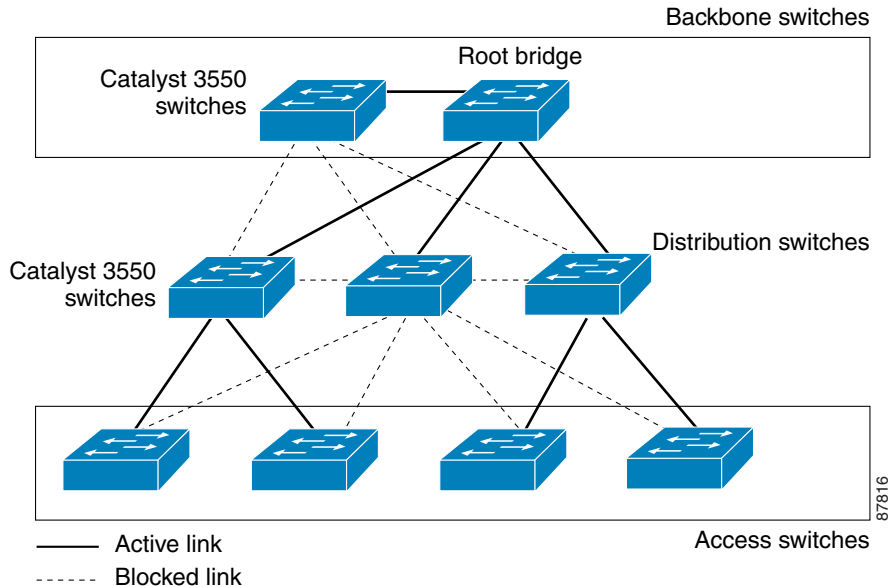 Backbone switches
Root bridge
Catalyst 3550
switches
Distribution switches
Catalyst 3550
switches
87816
Access switches
Active link
Blocked link